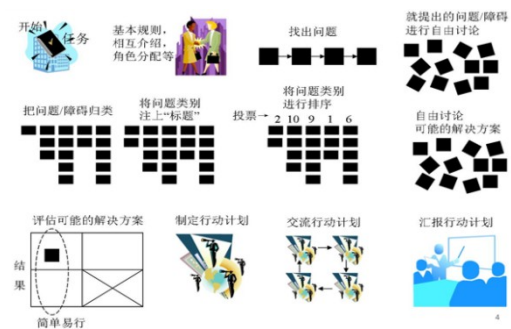 开始!
任务
基本规则,
相互介绍,
角色分配等
找出问题
就提出的问题/障碍
进行自由讨论
把问题/障碍归类
将问题类别
注上“标题”
将问题类别
进行排序
投票→ 2 10 9 1 6
自由讨论
可能的解决方案
评估可能的解决方案
结
果
简单易行
制定行动计划
交流行动计划
汇报行动计划
4